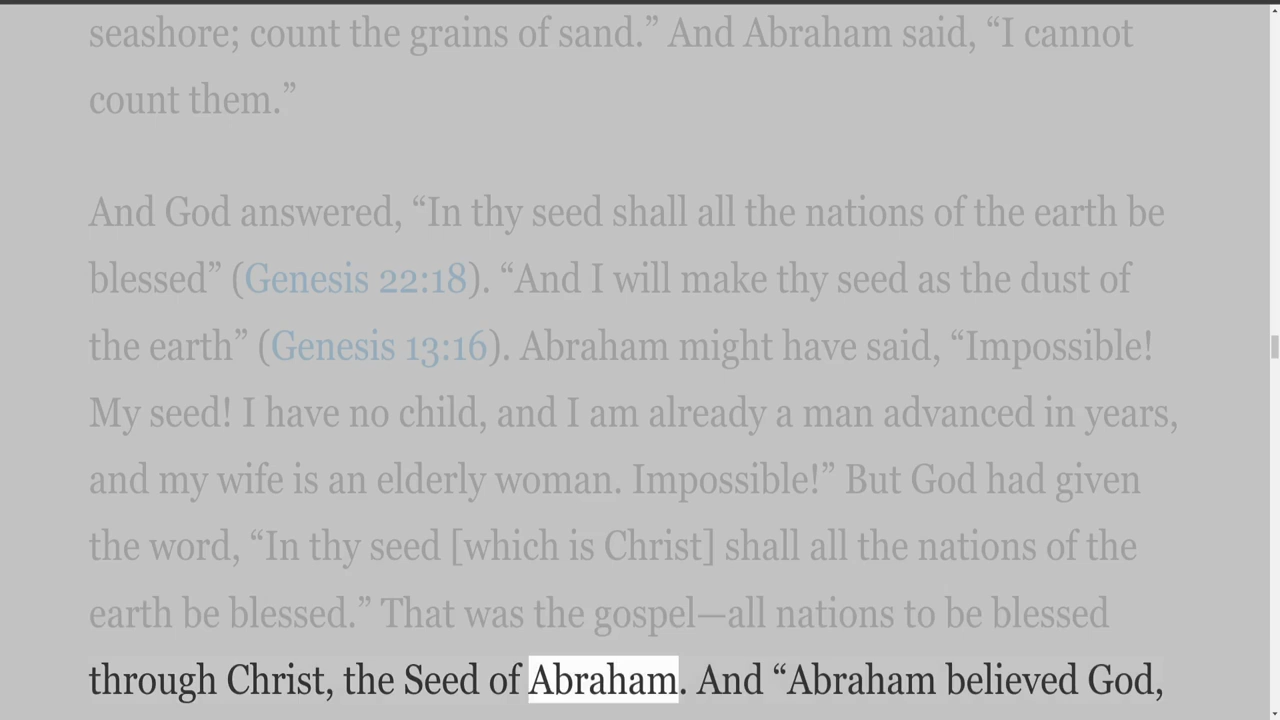 seashore; count the grains of sand.” And Abraham said, “I cannot
count them.”
And God answered, “In thy seed shall all the nations of the earth be
blessed” (Genesis 22:18). “And I will make thy seed as the dust of
the earth” (Genesis 13:16). Abraham might have said, “Impossible!
My seed! I have no child, and I am already a man advanced in years,
and my wife is an elderly woman. Impossible!” But God had given
the word, “In thy seed [which is Christ] shall all the nations of the
earth be blessed.” That was the gospel—all nations to be blessed
through Christ, the Seed of Abraham. And “Abraham believed God,